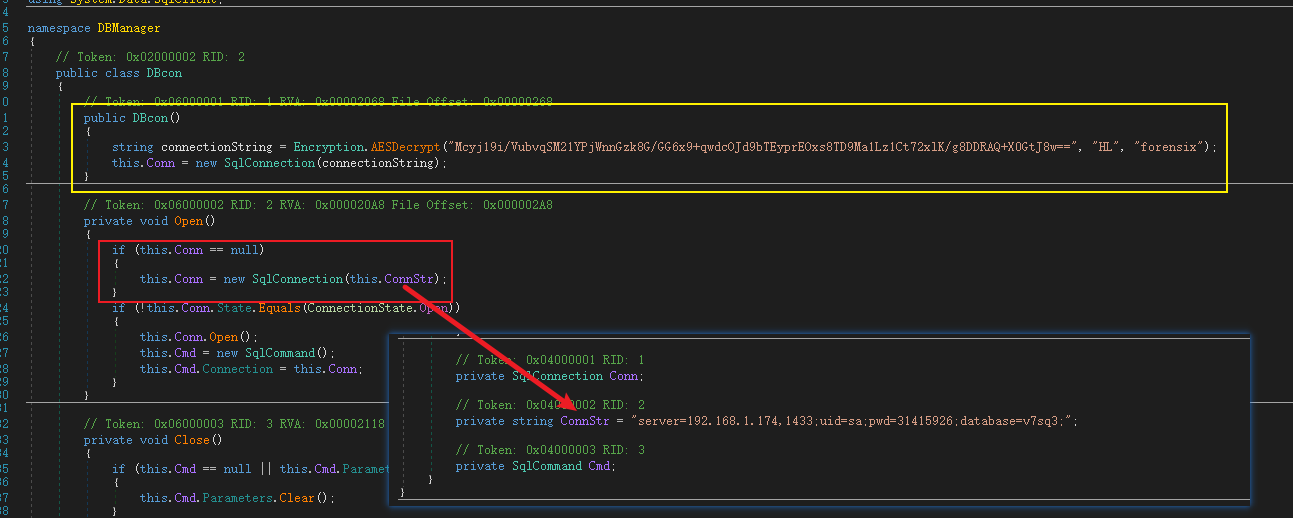 using System.Data.SqlClient;
namespace DBManager
{
// Token: 0x02000002 RID: 2
public class DBcon
{
// Token: 0x06000001 RID: 1 RVA: 0x00002068 File Offset: 0x00000268
public DBcon()
{
string connectionString = Encryption.AESDecrypt("Mcyj19i/VubvqSM21YPjWnnGzk8G/GG6x9+qwdcOJd9bTEyprEOxs8TD9Ma1Lz1Ct72xlK/g8DDRAQ+X0GtJ8w==", "HL", "forensix");
this.Conn = new SqlConnection(connectionString);
}
// Token: 0x06000002 RID: 2 RVA: 0x000020A8 File Offset: 0x000002A8
private void Open()
{
if (this.Conn == null)
{
this.Conn = new SqlConnection(this.ConnStr);
}
if (!this.Conn.State.Equals(ConnectionState.Open))
{
this.Conn.Open();
this.Cmd = new SqlCommand();
this.Cmd.Connection = this.Conn;
}
}
// Token: 0x06000003 RID: 3 RVA: 0x00002118
private void Close()
{
if (this.Cmd == null || this.Cmd.Paramet
{
this.Cmd.Parameters.Clear();
}
// Token: 0x04000001 RID: 1
private SqlConnection Conn;
// Token: 0x04000002 RID: 2
private string ConnStr = "server=192.168.1.174,1433;uid=sa;pwd=31415926;database=v7sq3;";
// Token: 0x04000003 RID: 3
private SqlCommand Cmd;
}
}